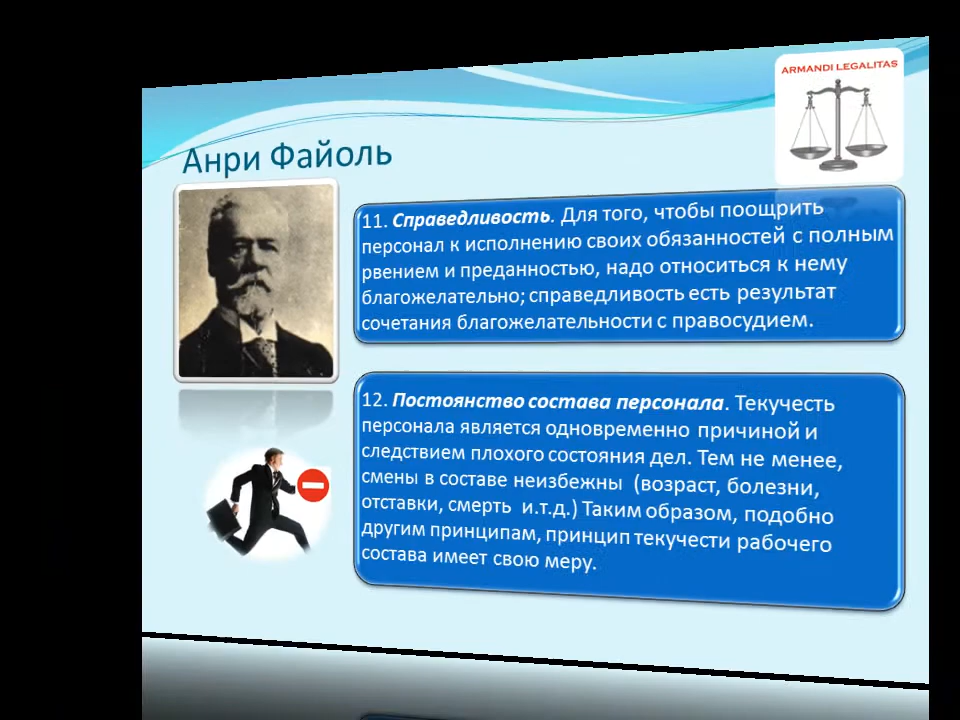 ARMANDI LEGALITAS
Анри Файоль
11. Справедливость. Для того, чтобы поощрить
персонал к исполнению своих обязанностей с полным
рвением и преданностью, надо относиться к нему
благожелательно; справедливость есть результат
сочетания благожелательности с правосудием.
12. Постоянство состава персонала. Текучесть
персонала является одновременно причиной и
следствием плохого состояния дел. Тем не менее,
смены в составе неизбежны (возраст, болезни,
отставки, смерть и.т.д.) Таким образом, подобно
другим принципам, принцип текучести рабочего
состава имеет свою меру.